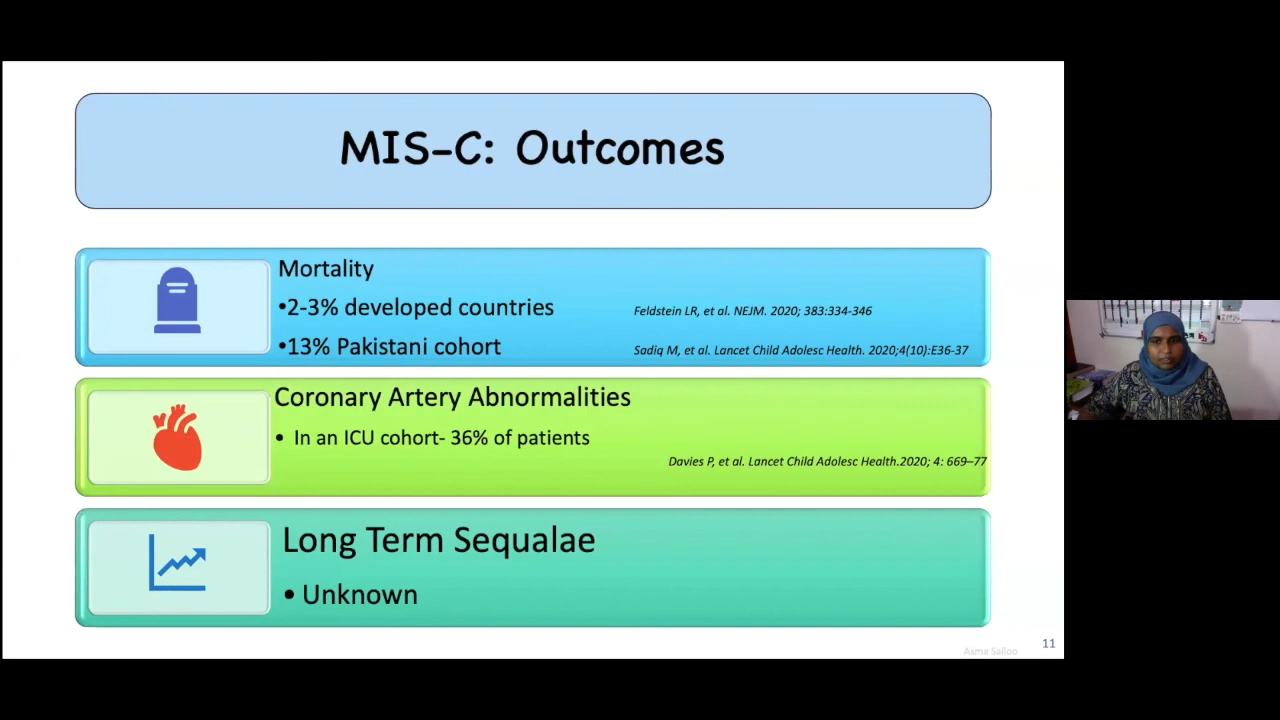 MIS-C: Outcomes
Mortality
•2-3% developed countries
Feldstein LR, et al. NEJM. 2020; 383:334-346
•13% Pakistani cohort
Sadiq M, et al. Lancet Child Adolesc Health. 2020;4(10):E36-37
Coronary Artery Abnormalities
• In an ICU cohort- 36% of patients
Davies P, et al. Lancet Child Adolesc Health.2020; 4: 669–77
Long Term Sequalae
• Unknown
Asma Salloo
11